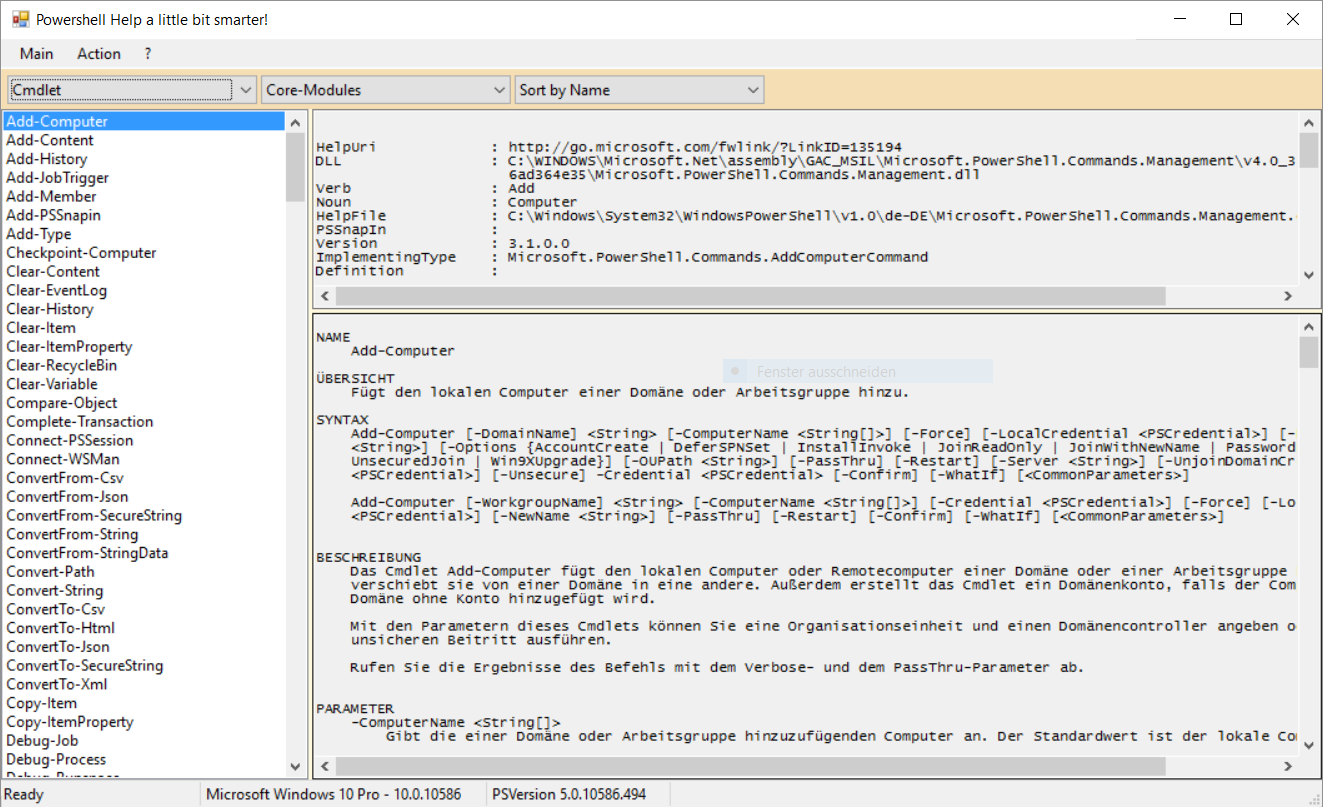 Powershell Help a little bit smarter!
Main Action ?
Cmdlet Core-Modules Sort by Name
Add-Computer
Add-Content
Add-History
Add-JobTrigger
Add-Member
Add-PSSnapin
Add-Type
Checkpoint-Computer
Clear-Content
Clear-EventLog
Clear-History
Clear-Item
Clear-ItemProperty
Clear-RecycleBin
Clear-Variable
Compare-Object
Complete-Transaction
Connect-PSSession
Connect-WSMan
ConvertFrom-Csv
ConvertFrom-Json
ConvertFrom-SecureString
ConvertFrom-String
ConvertFrom-StringData
Convert-Path
Convert-String
ConvertTo-Csv
ConvertTo-Html
ConvertTo-Json
ConvertTo-SecureString
ConvertTo-Xml
Copy-Item
Copy-ItemProperty
Debug-Job
Debug-Process
HelpUri : http://go.microsoft.com/fwlink/?LinkID=135194
DLL : C:\WINDOWS\Microsoft.Net\assembly\GAC_MSIL\Microsoft.PowerShell.Commands.Management\v4.0_3
6ad364e35\Microsoft.PowerShell.Commands.Management.dll
Verb : Add
Noun : Computer
HelpFile : C:\Windows\System32\WindowsPowerShell\v1.0\de-DE\Microsoft.PowerShell.Commands.Management.
PSSnapIn :
Version : 3.1.0.0
ImplementingType : Microsoft.PowerShell.Commands.AddComputerCommand
Definition :
NAME
Add-Computer
Fenster ausschneiden
ÜBERSICHT
Fügt den lokalen Computer einer Domäne oder Arbeitsgruppe hinzu.
SYNTAX
Add-Computer [-DomainName] <String> [-ComputerName <String[]>] [-Force] [-LocalCredential <PSCredential>] [-
<String>] [-Options {AccountCreate | DeferSPNSet | InstallInvoke | JoinReadOnly | JoinWithNewName | Password
UnsecuredJoin | Win9XUpgrade}] [-OUPath <String>] [-PassThru] [-Restart] [-Server <String>] [-UnjoinDomainCr
<PSCredential>] [-Unsecure] -Credential <PSCredential> [-Confirm] [-WhatIf] [<CommonParameters>]
Add-Computer [-WorkgroupName] <String> [-ComputerName <String[]>] [-Credential <PSCredential>] [-Force] [-Lo
<PSCredential>] [-NewName <String>] [-PassThru] [-Restart] [-Confirm] [-WhatIf] [<CommonParameters>]
BESCHREIBUNG
Das Cmdlet Add-Computer fügt den lokalen Computer oder Remotecomputer einer Domäne oder einer Arbeitsgruppe
verschiebt sie von einer Domäne in eine andere. Außerdem erstellt das Cmdlet ein Domänenkonto, falls der Com
Domäne ohne Konto hinzugefügt wird.
Mit den Parametern dieses Cmdlets können Sie eine Organisationseinheit und einen Domänencontroller angeben o
unsicheren Beitritt ausführen.
Rufen Sie die Ergebnisse des Befehls mit dem Verbose- und dem PassThru-Parameter ab.
PARAMETER
-ComputerName <String[]>
Gibt die einer Domäne oder Arbeitsgruppe hinzuzufügenden Computer an. Der Standardwert ist der lokale Co
Ready Microsoft Windows 10 Pro - 10.0.10586 PSVersion 5.0.10586.494